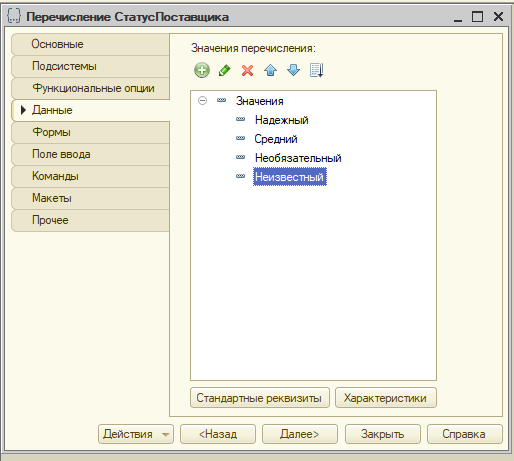 Перечисление СтатусПоставщика
Основные
Подсистемы
Функциональные опции
Данные
Формы
Поле ввода
Команды
Макеты
Прочее
Значения перечисления:
Значения
Надежный
Средний
Необязательный
Неизвестный
Стандартные реквизиты
Характеристики
Действия
<Назад
Далее>
Закрыть
Справка